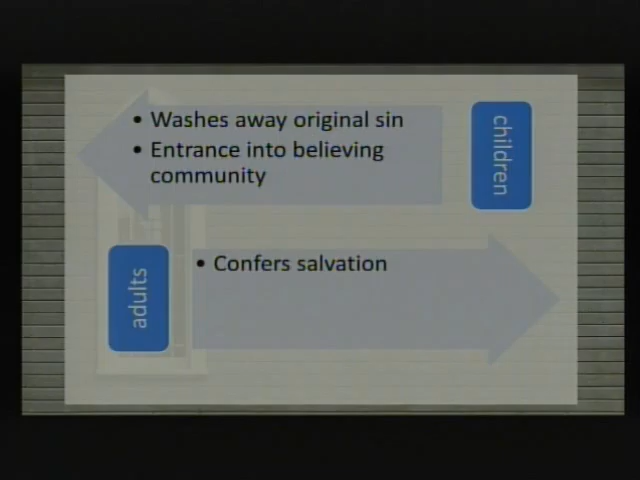 • Washes away original sin
• Entrance into believing
community
children
adults
• Confers salvation